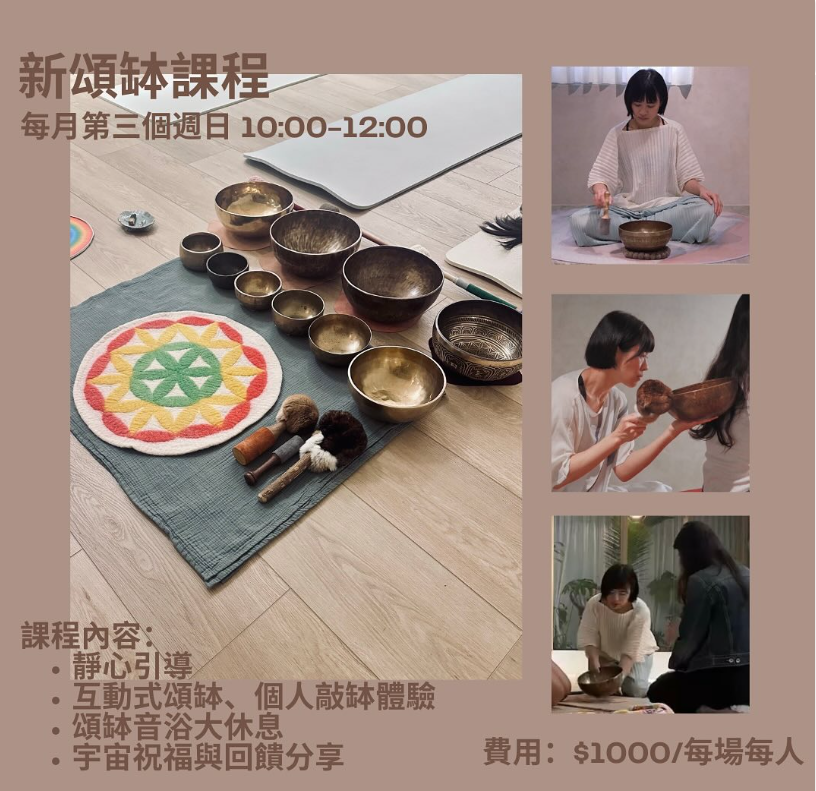 新頌缽課程
每月第三個週日 10:00-12:00
課程內容：
• 靜心引導
• 互動式頌缽、個人敲缽體驗
• 頌缽音浴大休息
• 宇宙祝福與回饋分享
費用：$1000/每場每人